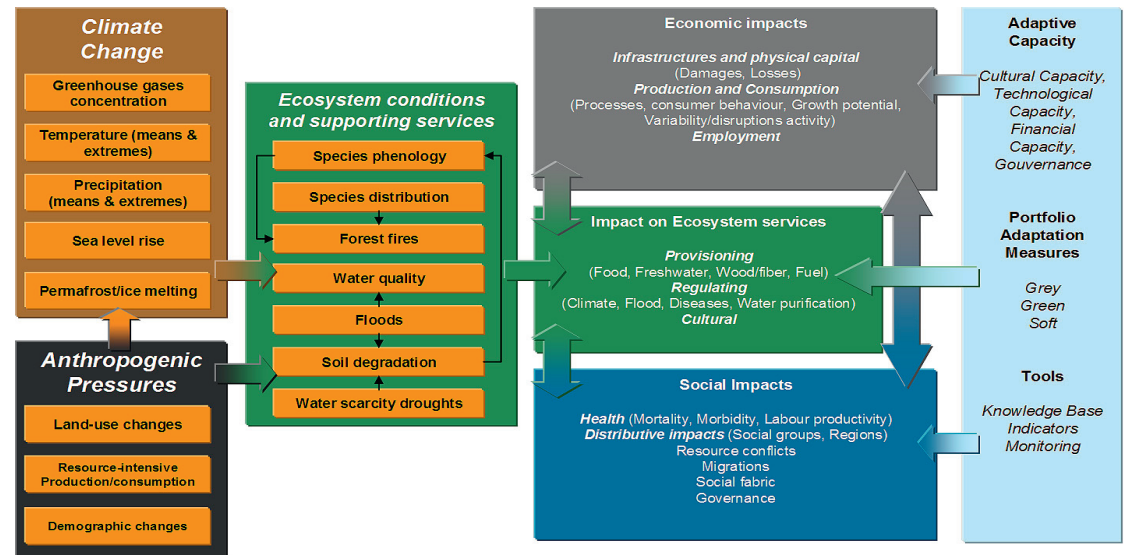 Climate
Change
Greenhouse gases
concentration
Temperature (means &
extremes)
Precipitation
(means & extremes)
Sea level rise
Permafrost/ice melting
Anthropogenic
Pressures
Land-use changes
Resource-intensive
Production/consumption
Demographic changes
Ecosystem conditions
and supporting services
Species phenology
Species distribution
Forest fires
Water quality
Floods
Soil degradation
Water scarcity droughts
Economic impacts
Infrastructures and physical capital
(Damages, Losses)
Production and Consumption
(Processes, consumer behaviour, Growth potential,
Variability/disruptions activity)
Employment
Impact on Ecosystem services
Provisioning
(Food, Freshwater, Wood/fiber, Fuel)
Regulating
(Climate, Flood, Diseases, Water purification)
Cultural
Social Impacts
Health (Mortality, Morbidity, Labour productivity)
Distributive impacts (Social groups, Regions)
Resource conflicts
Migrations
Social fabric
Governance
Adaptive
Capacity
Cultural Capacity,
Technological
Capacity,
Financial
Capacity,
Gouvernance
Portfolio
Adaptation
Measures
Grey
Green
Soft
Tools
Knowledge Base
Indicators
Monitoring